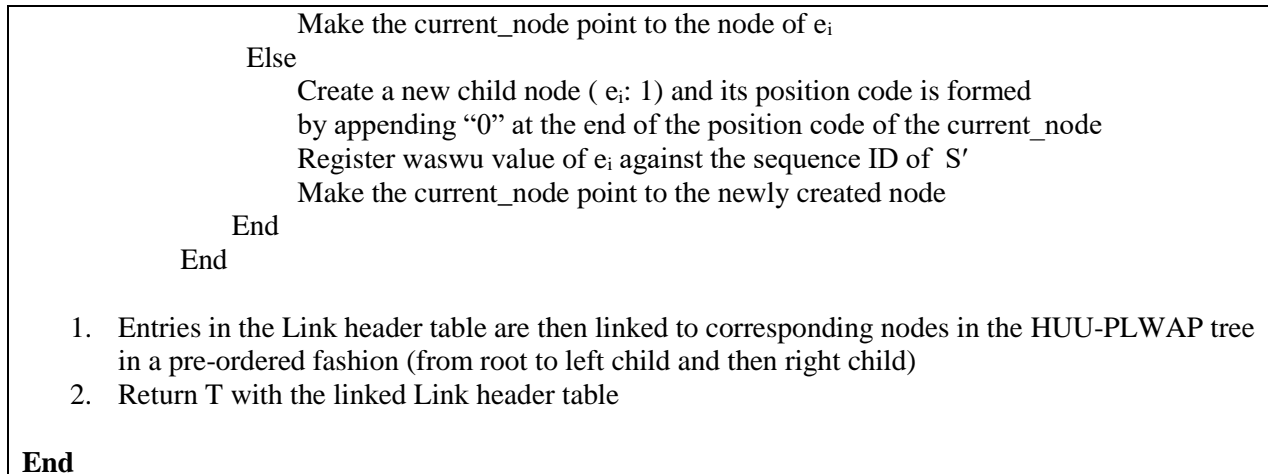 Make the current_node point to the node of eᵢ
Else
Create a new child node ( eᵢ: 1) and its position code is formed
by appending “0” at the end of the position code of the current_node
Register waswu value of eᵢ against the sequence ID of S′
Make the current_node point to the newly created node
End
End
1. Entries in the Link header table are then linked to corresponding nodes in the HUU-PLWAP tree
in a pre-ordered fashion (from root to left child and then right child)
2. Return T with the linked Link header table
End